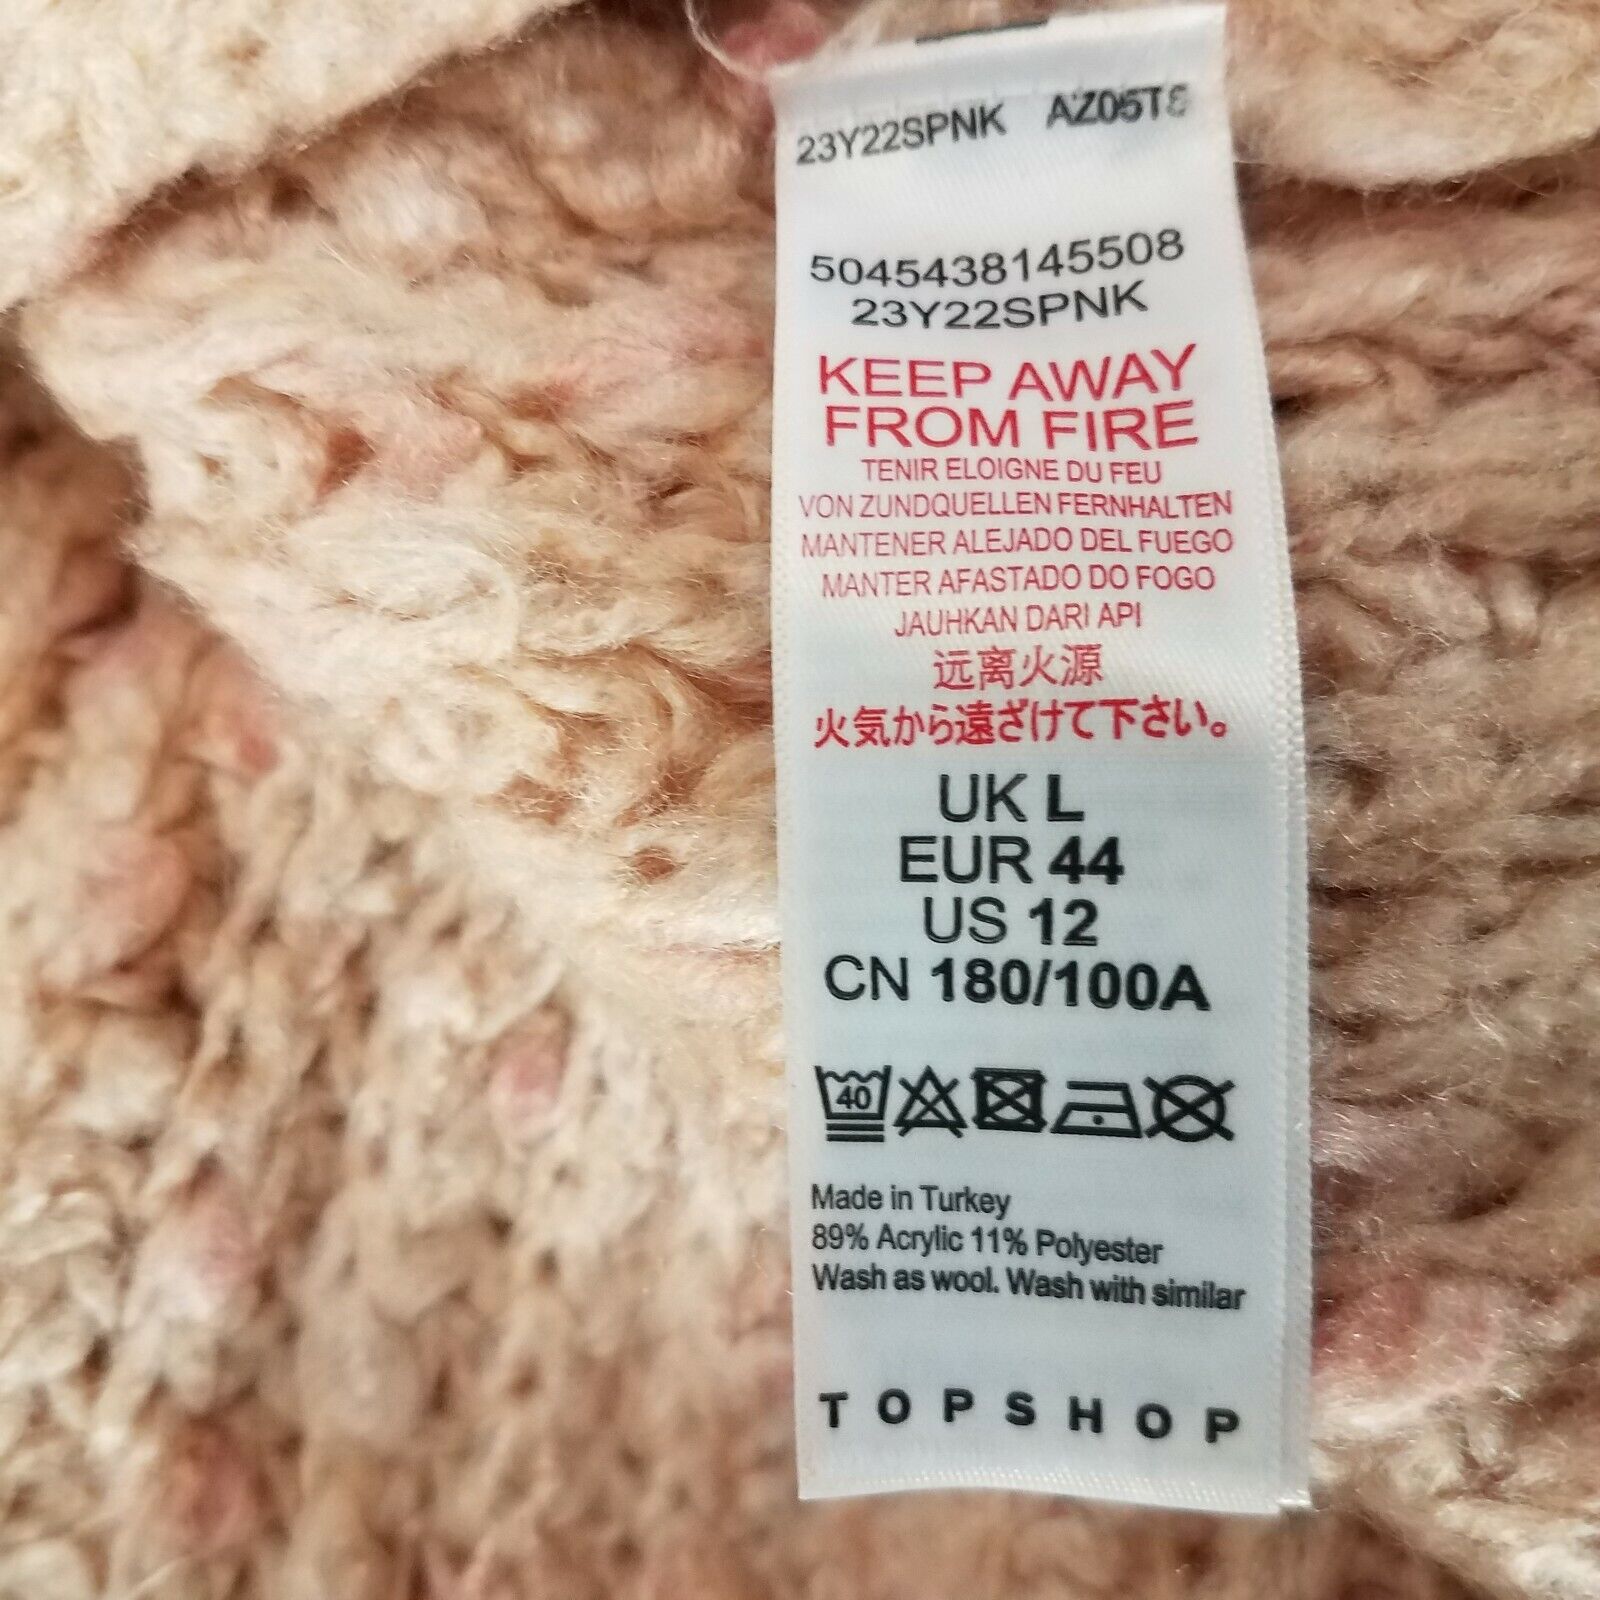 23Y22SPNK
5045438145508
23Y22SPNK
KEEP AWAY
FROM FIRE
TENIR ELOIGNE DU FEU
VON ZUNDQUELLEN FERNHALTEN
MANTENER ALEJADO DEL FUEGO
MANTER AFASTADO DO FOGO
JAUHKAN DARI API
远离火源
火気から遠ざけて下さい。
UK L
EUR 44
US 12
CN 180/100A
40
Made in Turkey
89% Acrylic 11% Polyester
Wash as wool. Wash with similar
TOPSHOP